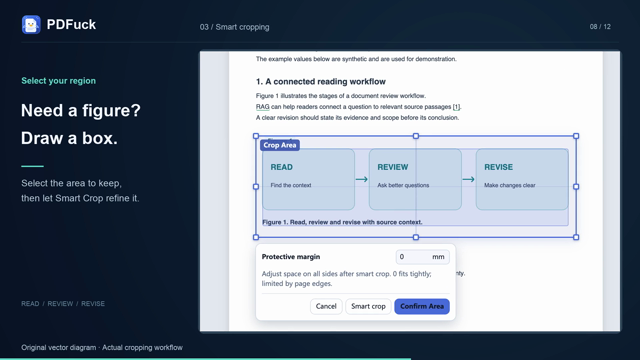 PDFuck
03 / Smart cropping
08 / 12
Select your region
Need a figure?
Draw a box.
Select the area to keep,
then let Smart Crop refine it.
READ / REVIEW / REVISE
Original vector diagram · Actual cropping workflow
The example values below are synthetic and are used for demonstration.
1. A connected reading workflow
Figure 1 illustrates the stages of a document review workflow.
RAG can help readers connect a question to relevant source passages [1].
A clear revision should state its evidence and scope before its conclusion.
Crop Area
READ
REVIEW
REVISE
Find the context
Ask better questions
Make changes clear
Figure 1. Read, review and revise with source context.
Protective margin
0 mm
Adjust space on all sides after smart crop. 0 fits tightly;
limited by page edges.
Cancel
Smart crop
Confirm Area